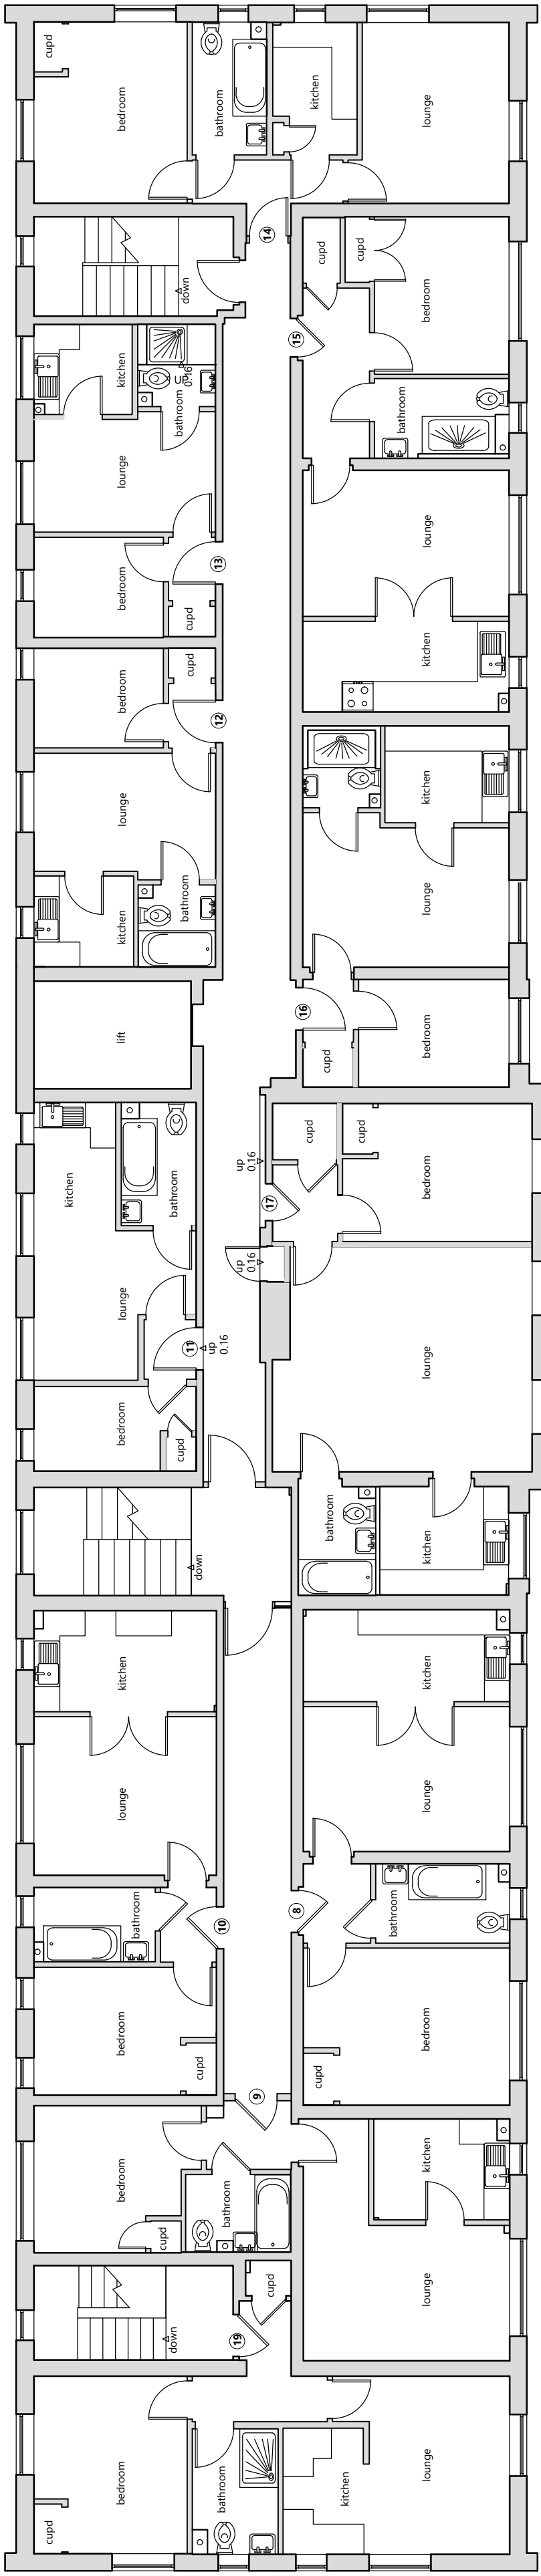 cupd
bedroom
bathroom
kitchen
lounge
14
down
cupd
cupd
bedroom
15
kitchen
up
0.16
bathroom
bathroom
lounge
lounge
13
bedroom
cupd
kitchen
cupd
bedroom
12
kitchen
lounge
lounge
bathroom
kitchen
16
lift
bedroom
cupd
cupd
cupd
up
0.16
bedroom
kitchen
bathroom
17
up
0.16
lounge
11
up
0.16
lounge
bedroom
cupd
bathroom
kitchen
down
kitchen
kitchen
lounge
lounge
bathroom
10
8
bathroom
bedroom
bedroom
cupd
cupd
9
kitchen
bedroom
bathroom
cupd
cupd
lounge
down
19
bedroom
lounge
bathroom
kitchen
cupd